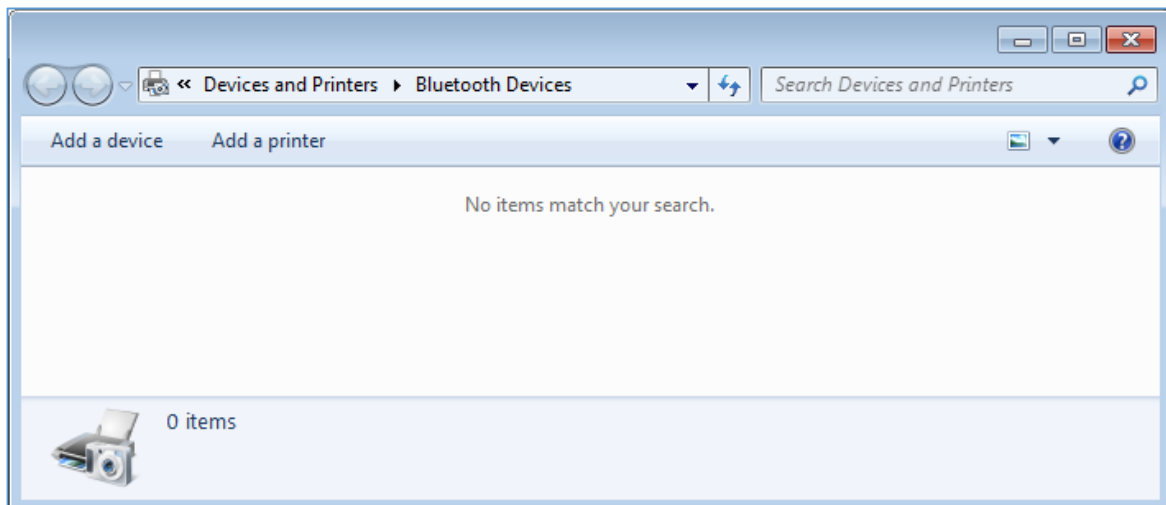 « Devices and Printers ▸ Bluetooth Devices
Search Devices and Printers
Add a device Add a printer
No items match your search.
0 items